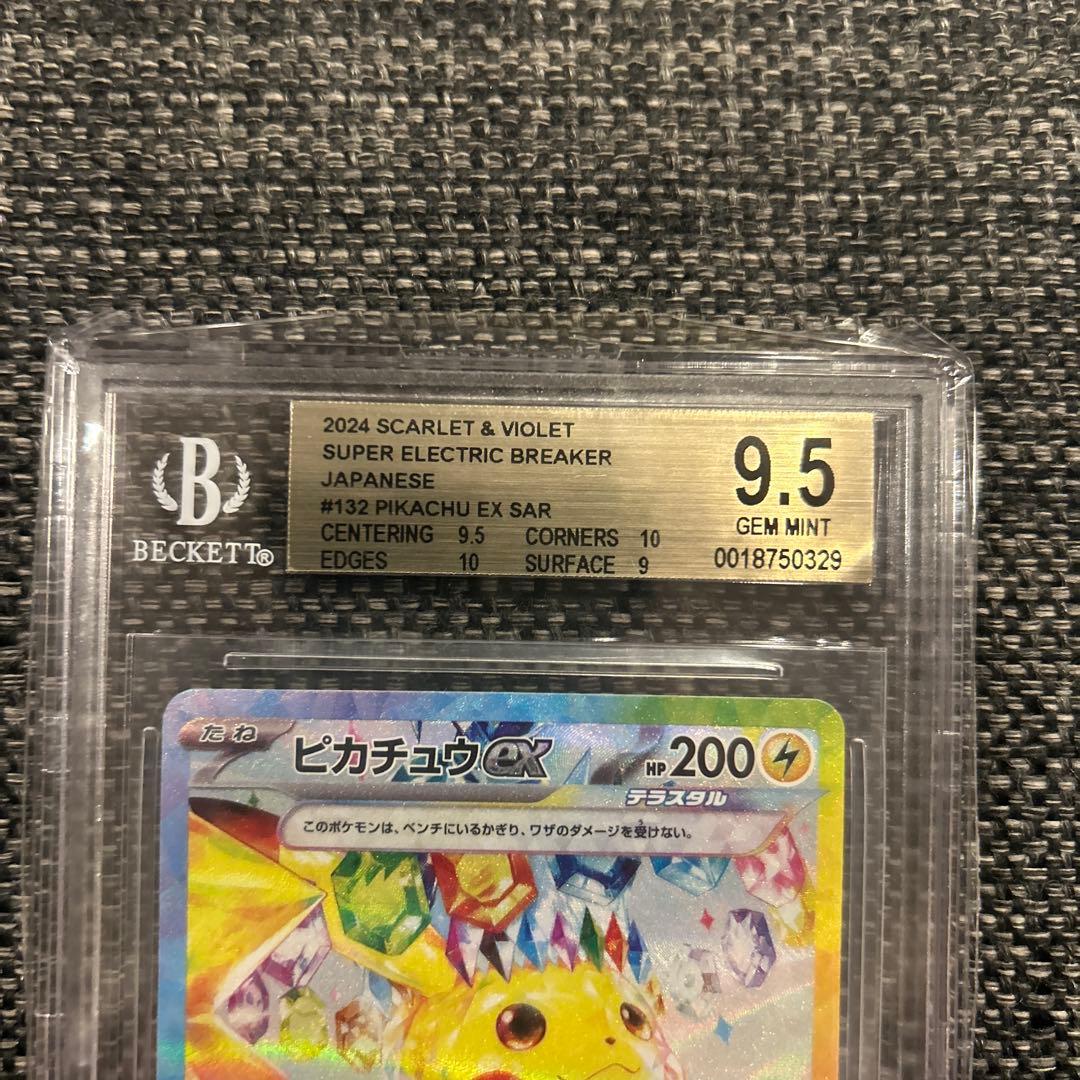 B
BECKETT®
2024 SCARLET & VIOLET
SUPER ELECTRIC BREAKER
JAPANESE
#132 PIKACHU EX SAR
CENTERING 9.5 CORNERS 10
EDGES 10 SURFACE 9
9.5
GEM MINT
0018750329
たね
ピカチュウex
HP 200
テラスタル
このポケモンは、ベンチにいるかぎり、ワザのダメージを受けない。